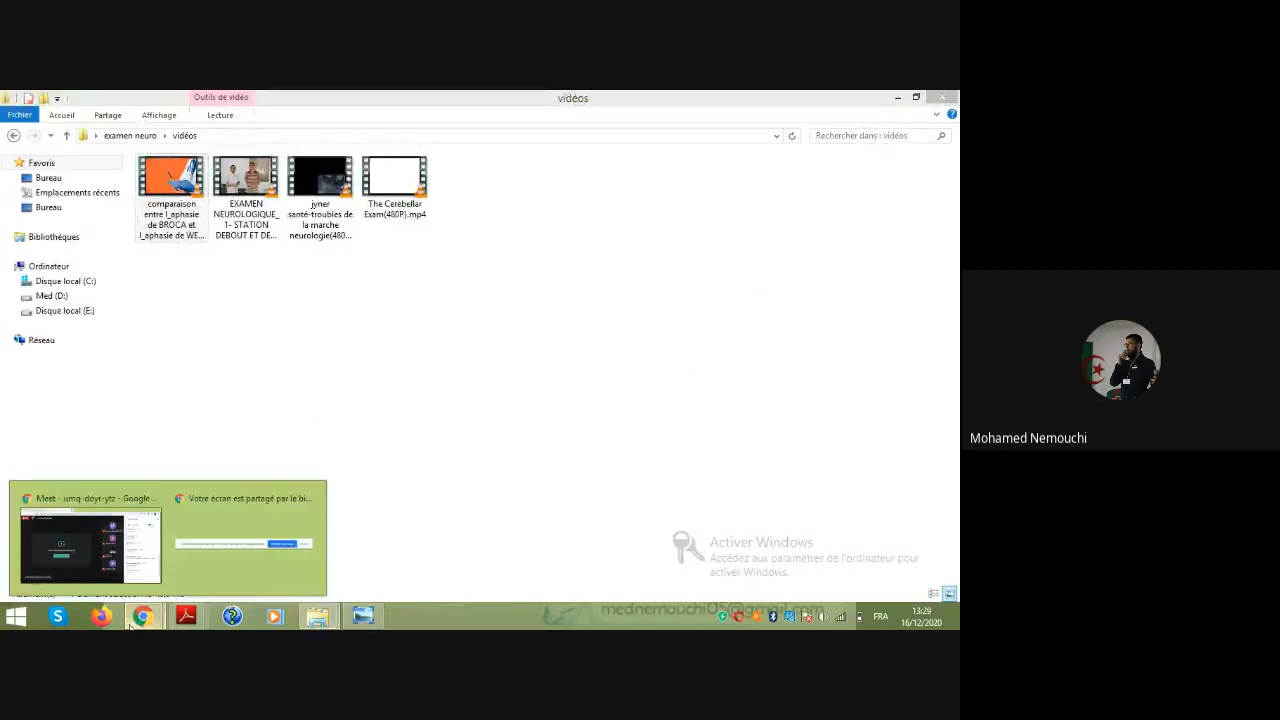 Outils de vidéo
vidéos
Fichier
Accueil
Partage
Affichage
Lecture
examen neuro
vidéos
Rechercher dans : vidéos
Favoris
Bureau
Emplacements récents
Bureau
Bibliothèques
Ordinateur
Disque local (C:)
Med (D:)
Disque local (E:)
Réseau
comparaison
entre l_aphasie
de BROCA et
l_aphasie de WE...
EXAMEN
NEUROLOGIQUE_
1- STATION
DEBOUT ET DE...
jyner
santé-troubles de
la marche
neurologie(480...
The Cerebellar
Exam(480P).mp4
Mohamed Nemouchi
Meet - umq-doyr-ytz - Google ...
Votre écran est partagé par le bi...
Activer Windows
Accédez aux paramètres de l'ordinateur pour
activer Windows.
mednemouchi05@gmail.com
FRA
13:29
16/12/2020